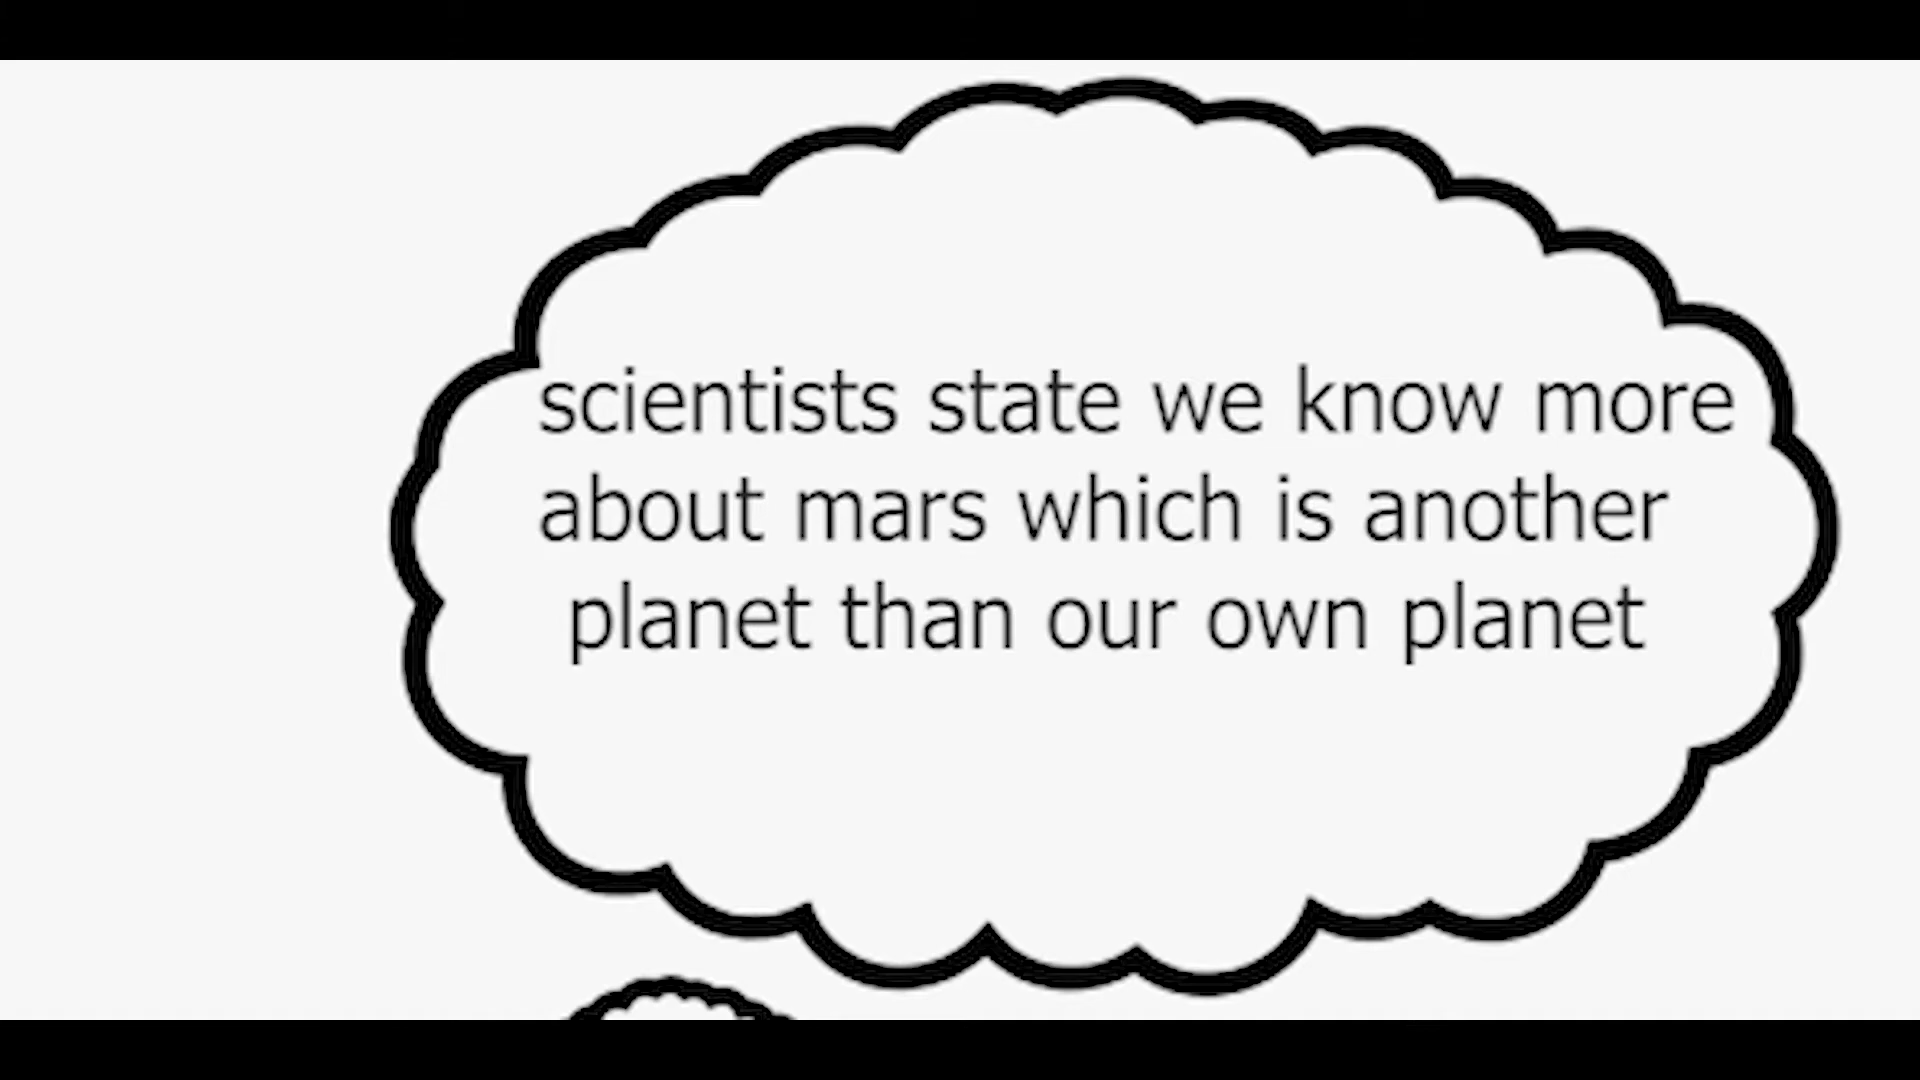 scientists state we know more
about mars which is another
planet than our own planet